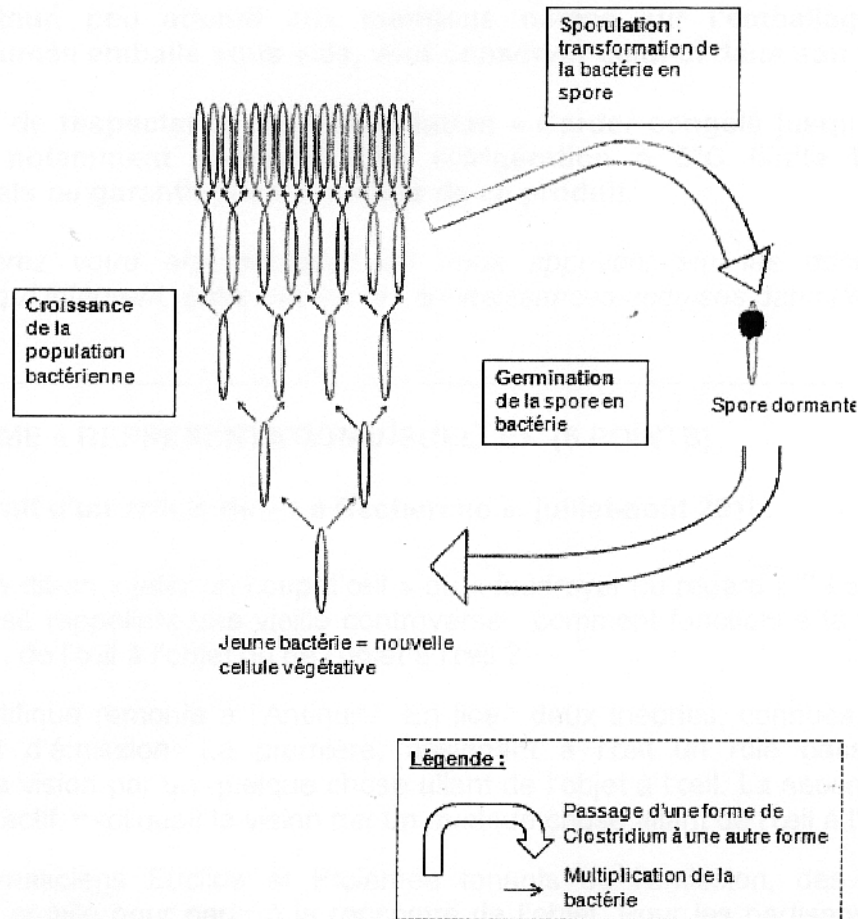 Sporulation :
transformation de
la bactérie en
spore
Croissance
de la
population
bactérienne
Germination
de la spore en
bactérie
Spore dormante
Jeune bactérie = nouvelle
cellule végétative
Légende :
Passage d'une forme de
Clostridium à une autre forme
Multiplication de la
bactérie